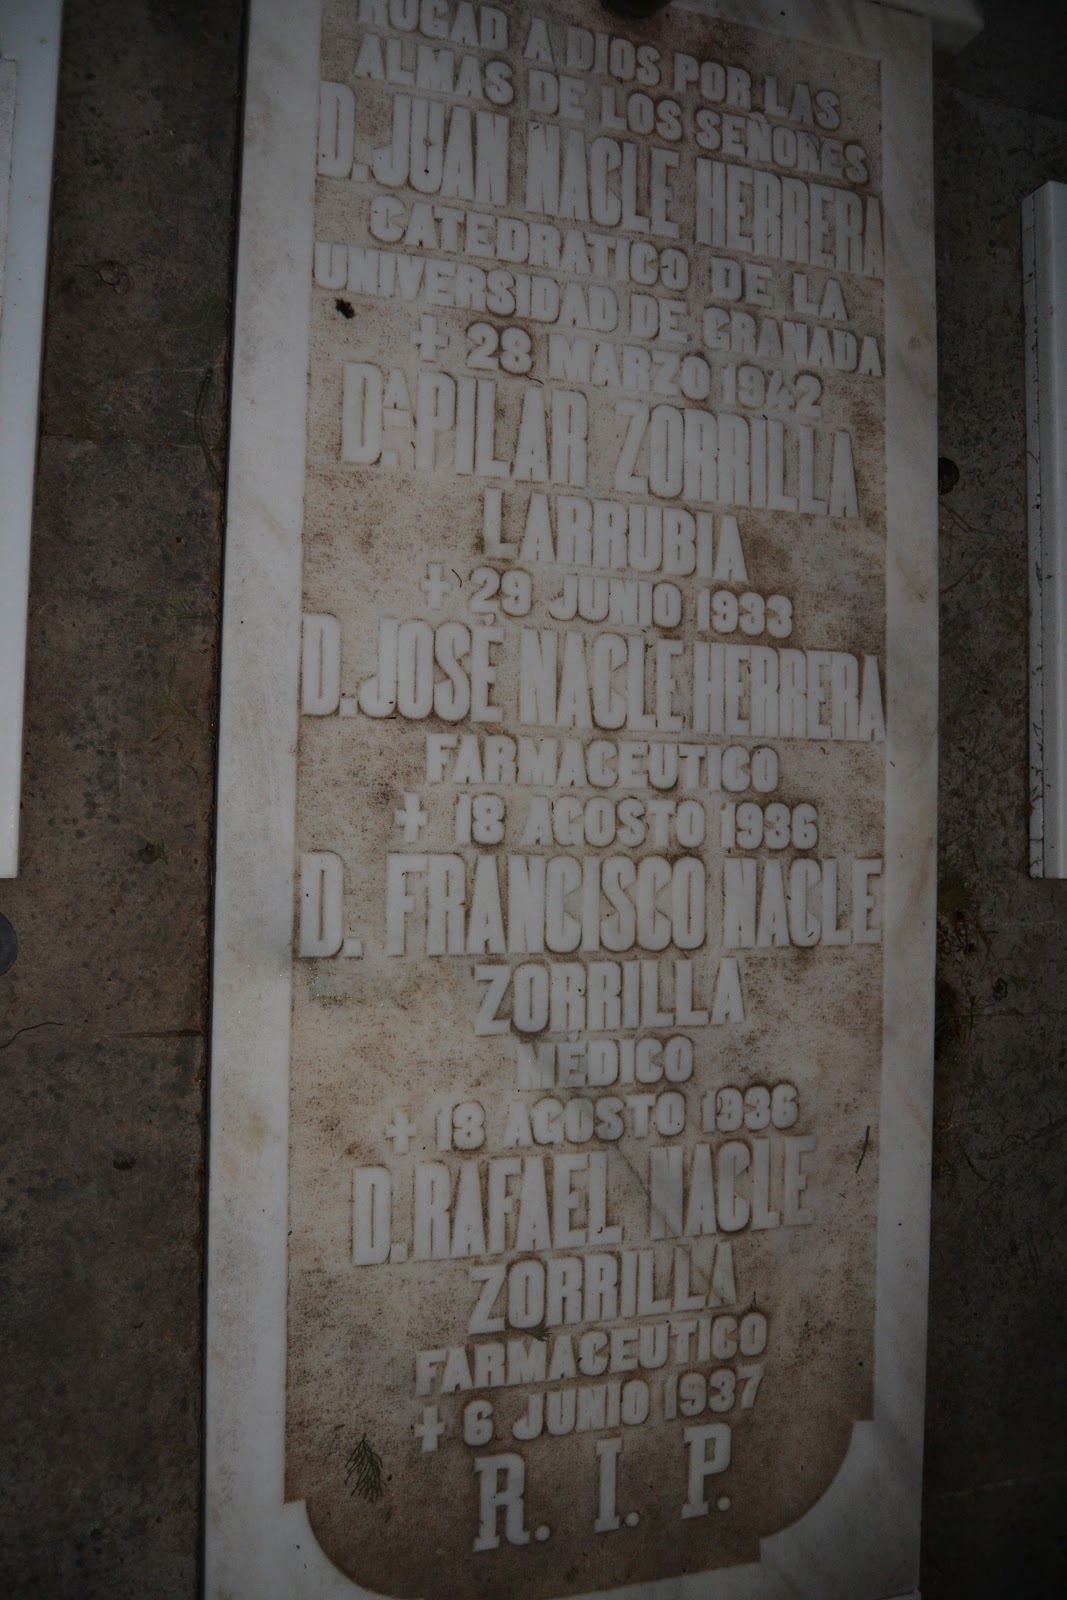 ROGAD A DIOS POR LAS
ALMAS DE LOS SEÑORES
D. JUAN NACLE HERRERA
CATEDRATICO DE LA
UNIVERSIDAD DE GRANADA
+ 28 MARZO 1942
Dª. PILAR ZORRILLA
LARRUBIA
+ 29 JUNIO 1933
D. JOSÉ NACLE HERRERA
FARMACEUTICO
+ 18 AGOSTO 1936
D. FRANCISCO NACLE
ZORRILLA
MÉDICO
+ 18 AGOSTO 1936
D. RAFAEL NACLE
ZORRILLA
FARMACEUTICO
+ 6 JUNIO 1937
R. I. P.